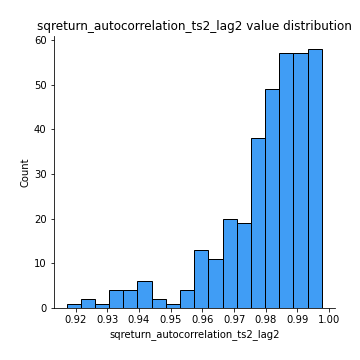 sqreturn_autocorrelation_ts2_lag2 value distribution
60
50
40
30
20
10
0
Count
0.92 0.93 0.94 0.95 0.96 0.97 0.98 0.99 1.00
sqreturn_autocorrelation_ts2_lag2